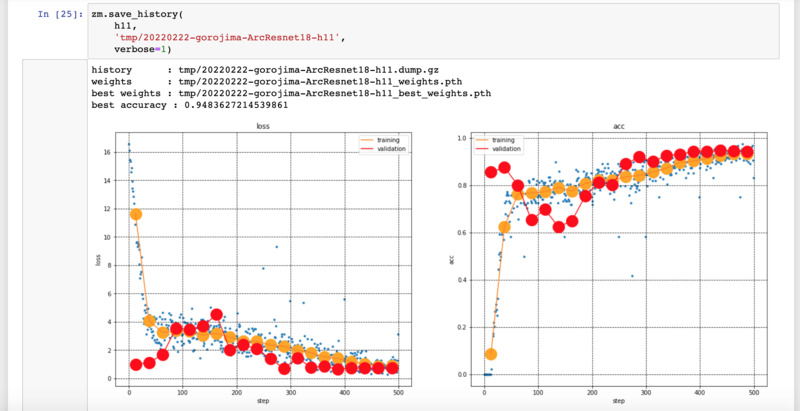 In [25]: zm.save_history(
h11,
'tmp/20220222-gorojima-ArcResnet18-h11',
verbose=1)
history : tmp/20220222-gorojima-ArcResnet18-h11.dump.gz
weights : tmp/20220222-gorojima-ArcResnet18-h11_weights.pth
best weights : tmp/20220222-gorojima-ArcResnet18-h11_best_weights.pth
best accuracy : 0.9483627214539861
loss
training
validation
16
14
12
10
8
6
4
2
0
loss
0 100 200 300 400 500
step
acc
training
validation
1.0
0.8
0.6
0.4
0.2
0.0
acc
0 100 200 300 400 500
step